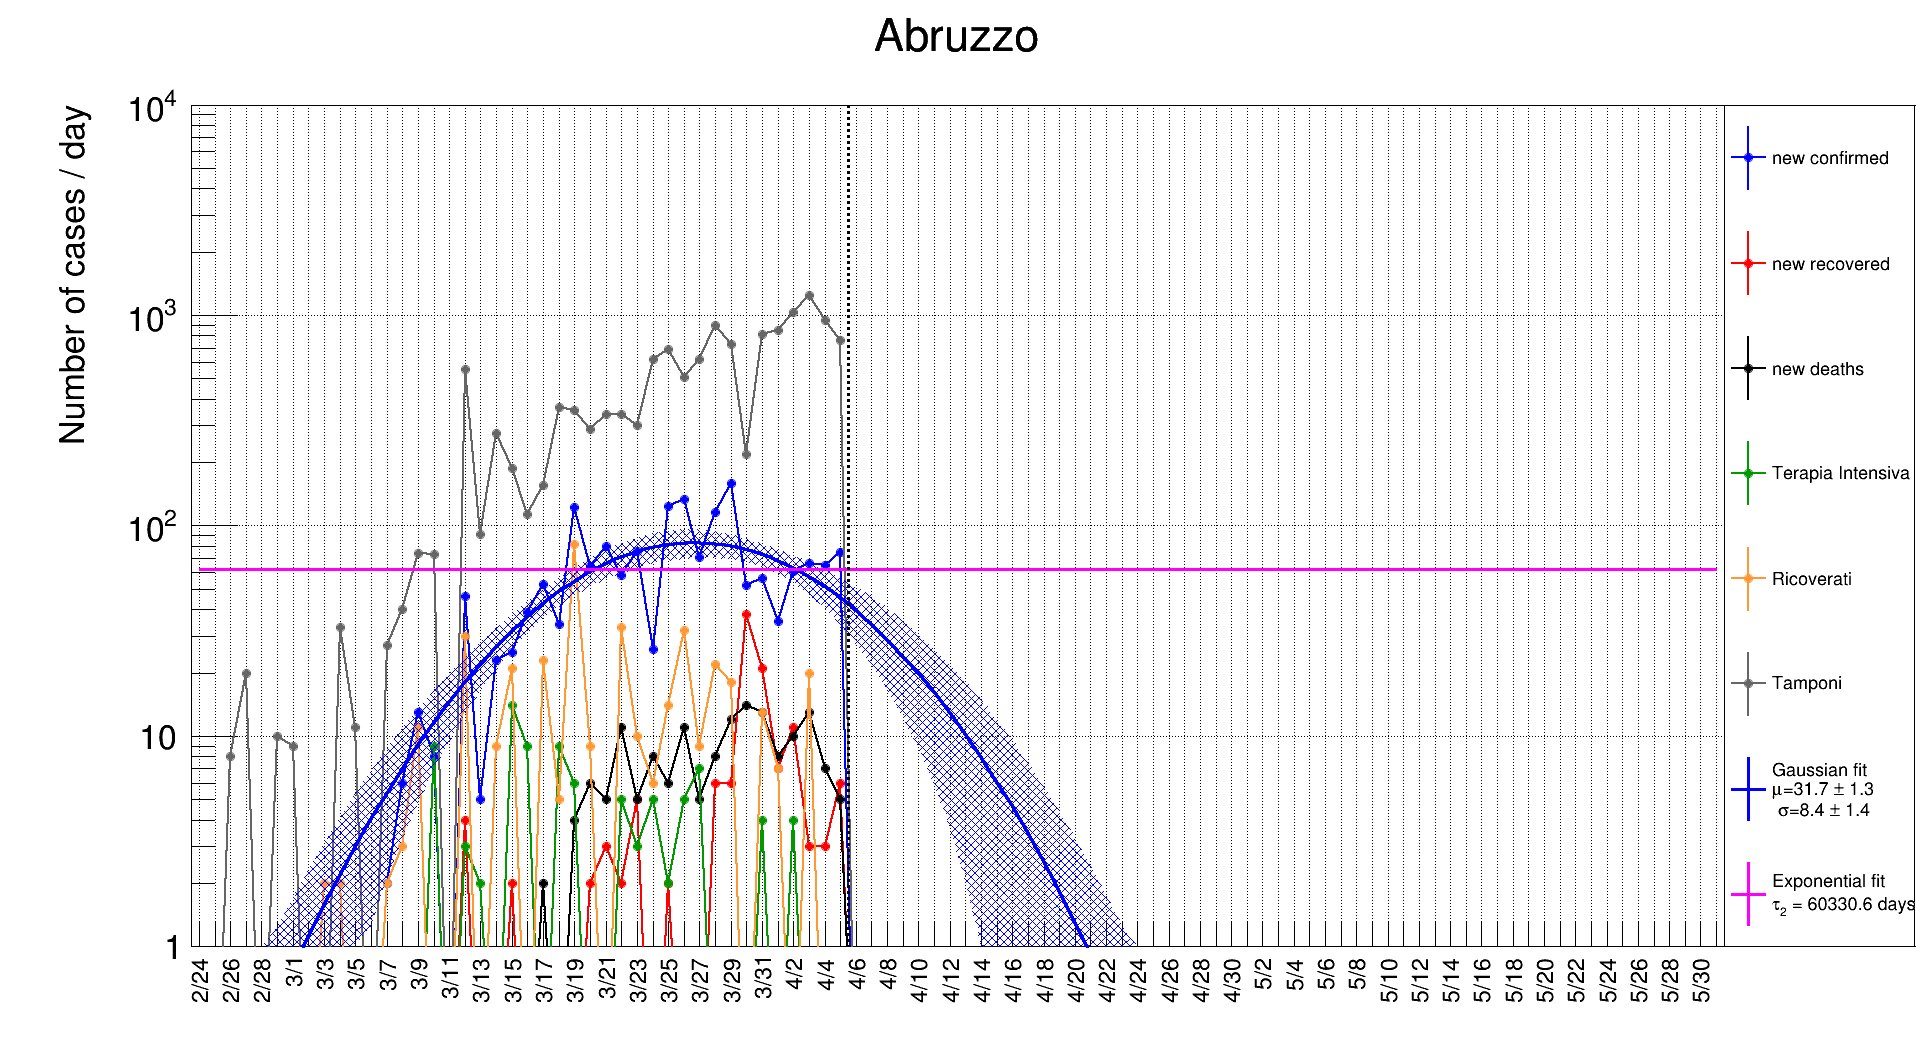 Abruzzo
Number of cases / day
10⁴
10³
10²
10
1
2/24 2/26 2/28 3/1 3/3 3/5 3/7 3/9 3/11 3/13 3/15 3/17 3/19 3/21 3/23 3/25 3/27 3/29 3/31 4/2 4/4 4/6 4/8 4/10 4/12 4/14 4/16 4/18 4/20 4/22 4/24 4/26 4/28 4/30 5/2 5/4 5/6 5/8 5/10 5/12 5/14 5/16 5/18 5/20 5/22 5/24 5/26 5/28 5/30
new confirmed
new recovered
new deaths
Terapia Intensiva
Ricoverati
Tamponi
Gaussian fit
μ=31.7 ± 1.3
σ=8.4 ± 1.4
Exponential fit
τ₂ = 60330.6 days